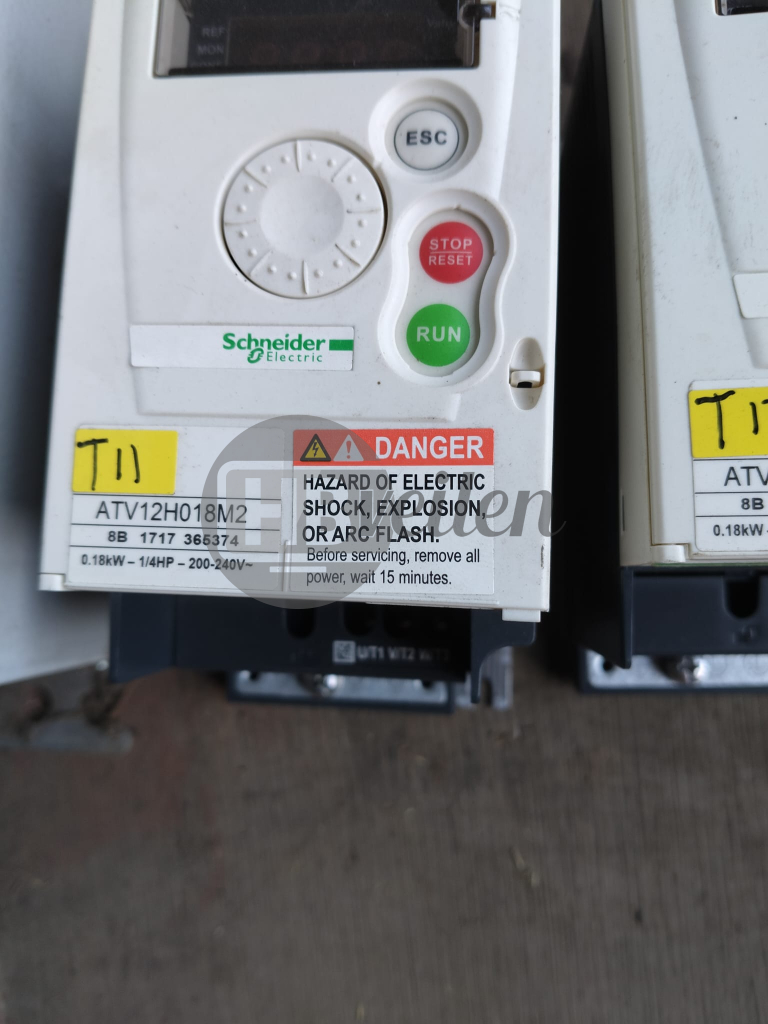 REF
MON
ESC
STOP
RESET
RUN
Schneider
Electric
T11
ATV12H018M2
8B 1717 365374
0.18kW – 1/4HP – 200-240V~
DANGER
HAZARD OF ELECTRIC
SHOCK, EXPLOSION,
OR ARC FLASH.
Before servicing, remove all
power, wait 15 minutes.
U/T1 V/T2 W/T3
ATV
8B
0.18kW